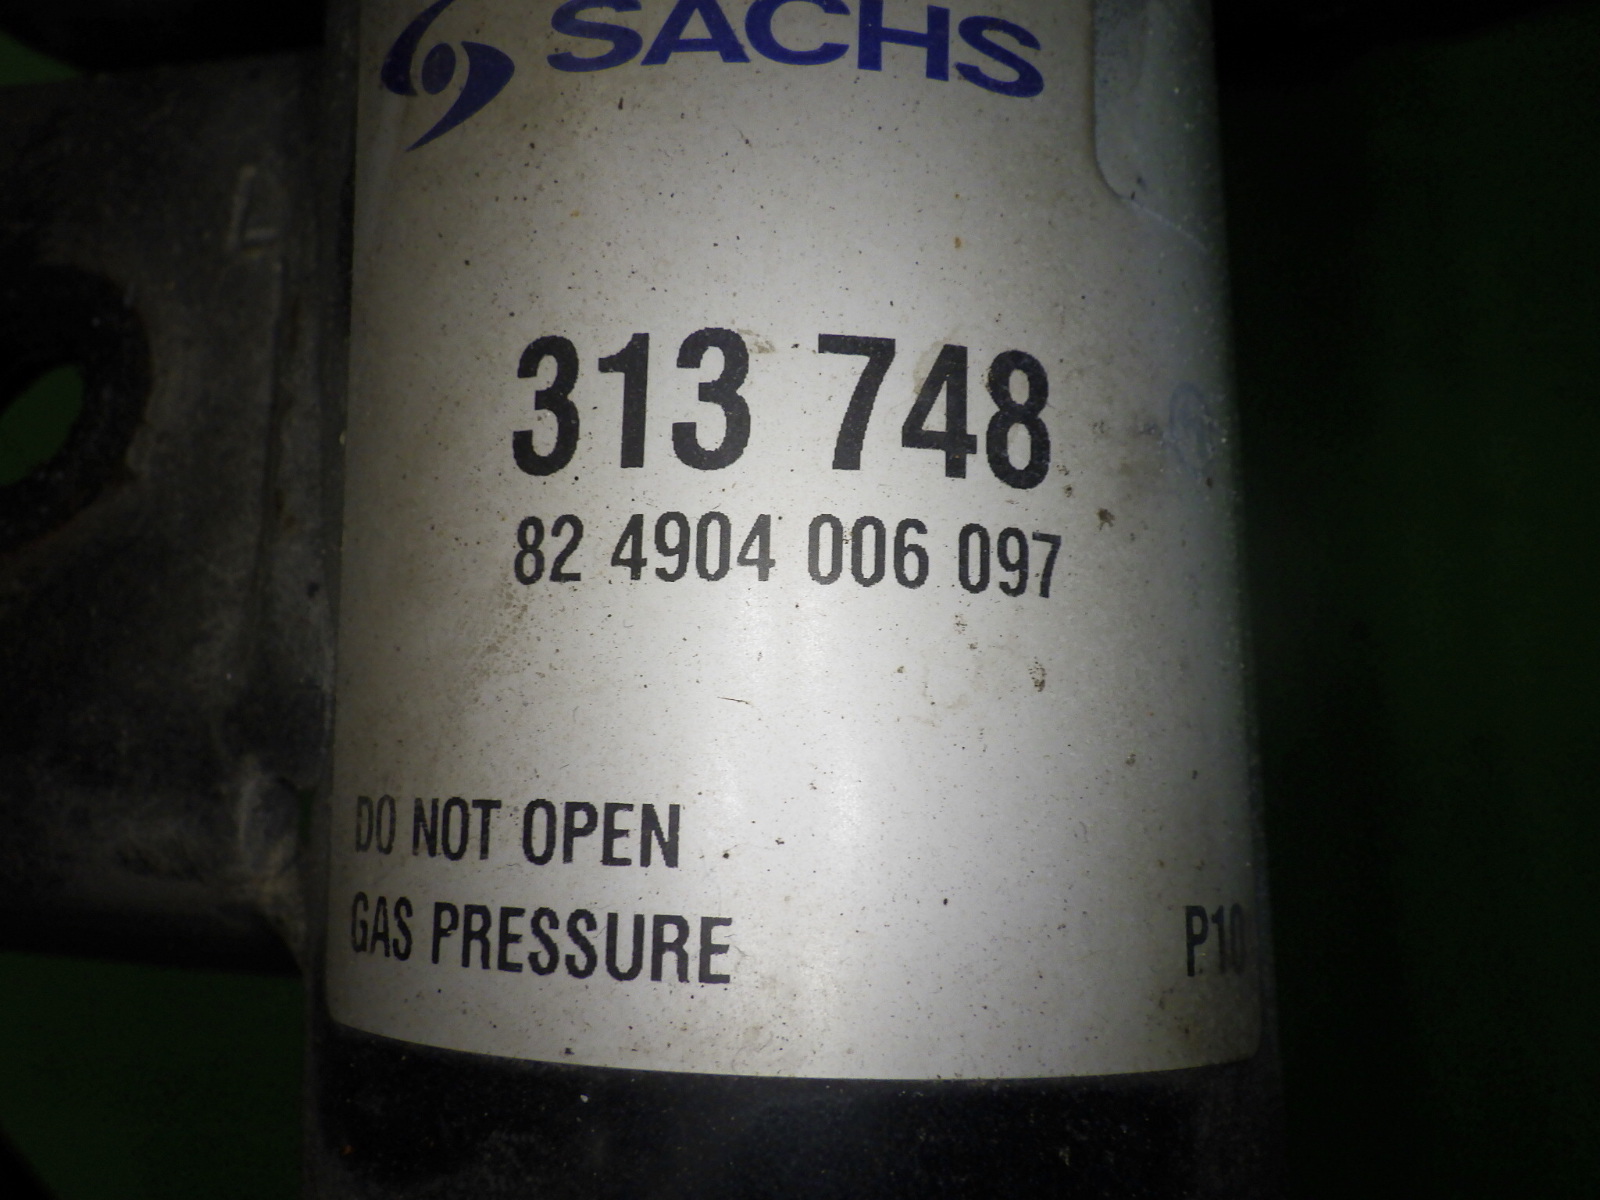 SACHS
313 748
82 4904 006 097
DO NOT OPEN
GAS PRESSURE
P10